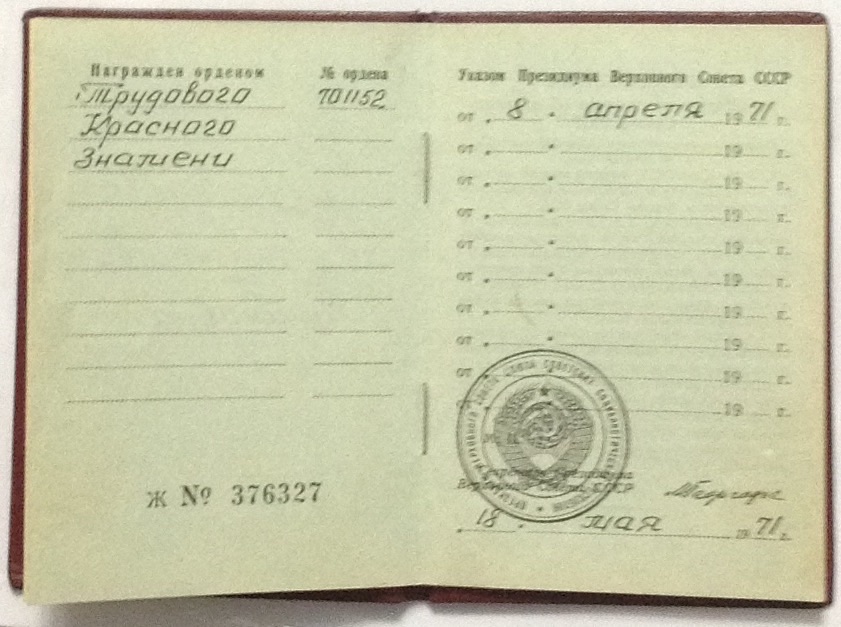 Награжден орденом
№ ордена
Трудового
701152
Красного
Знамени
Ж № 376327
Указом Президиума Верховного Совета СССР
от „ 8 " апреля 1971 г.
от „ " 19 г.
от „ " 19 г.
от „ " 19 г.
от „ " 19 г.
от „ " 19 г.
от „ " 19 г.
от „ " 19 г.
от „ " 19 г.
„ " 19 г.
Секретарь Президиума
Верховного Совета СССР
„ 18 " мая 1971 г.